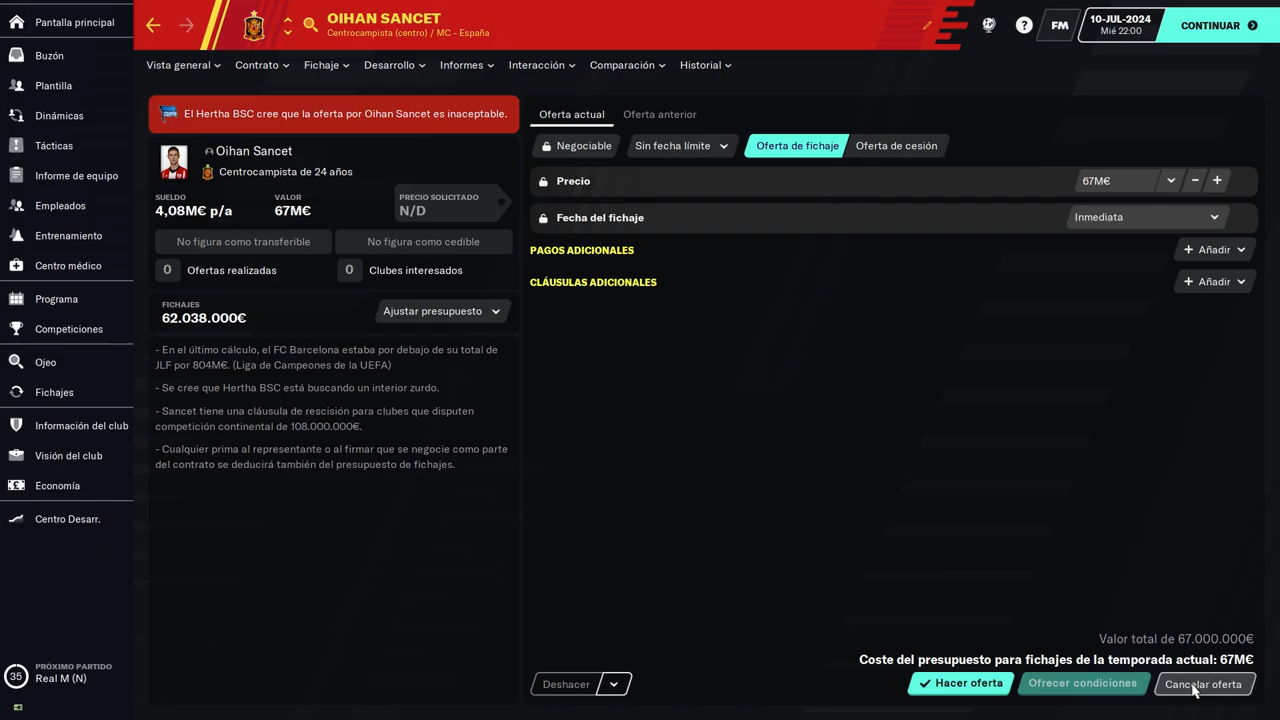 Pantalla principal
Buzón
Plantilla
Dinámicas
Tácticas
Informe de equipo
Empleados
Entrenamiento
Centro médico
Programa
Competiciones
Ojeo
Fichajes
Información del club
Visión del club
Economía
Centro Desarr.
35
PRÓXIMO PARTIDO
Real M (N)
OIHAN SANCET
Centrocampista (centro) / MC - España
?
FM
10-JUL-2024
Mié 22:00
CONTINUAR
Vista general
Contrato
Fichaje
Desarrollo
Informes
Interacción
Comparación
Historial
El Hertha BSC cree que la oferta por Oihan Sancet es inaceptable.
Oihan Sancet
Centrocampista de 24 años
SUELDO
4,08M€ p/a
VALOR
67M€
PRECIO SOLICITADO
N/D
No figura como transferible
No figura como cedible
0 Ofertas realizadas
0 Clubes interesados
FICHAJES
62.038.000€
Ajustar presupuesto
- En el último cálculo, el FC Barcelona estaba por debajo de su total de
JLF por 804M€. (Liga de Campeones de la UEFA)
- Se cree que Hertha BSC está buscando un interior zurdo.
- Sancet tiene una cláusula de rescisión para clubes que disputen
competición continental de 108.000.000€.
- Cualquier prima al representante o al firmar que se negocie como parte
del contrato se deducirá también del presupuesto de fichajes.
Oferta actual
Oferta anterior
Negociable
Sin fecha límite
Oferta de fichaje
Oferta de cesión
Precio
67M€
- +
Fecha del fichaje
Inmediata
PAGOS ADICIONALES
+ Añadir
CLÁUSULAS ADICIONALES
+ Añadir
Valor total de 67.000.000€
Coste del presupuesto para fichajes de la temporada actual: 67M€
Deshacer
Hacer oferta
Ofrecer condiciones
Cancelar oferta